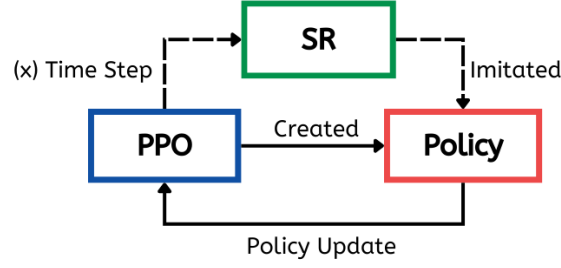 SR
(x) Time Step
Imitated
PPO
Created
Policy
Policy Update